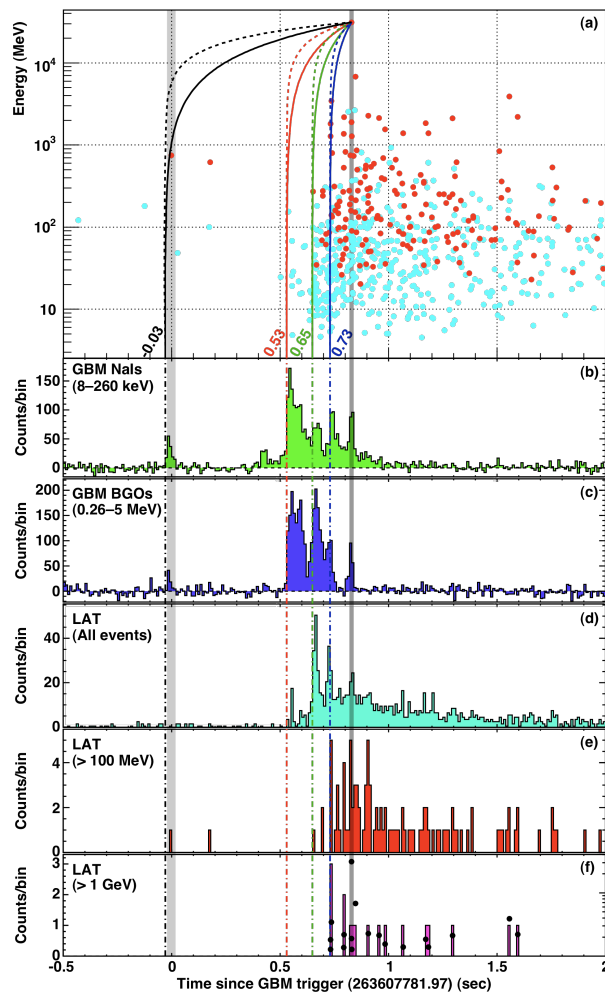 (a)
Energy (MeV)
10⁴
10³
10²
10
-0.03
0.53
0.65
0.73
GBM NaIs
(8–260 keV)
(b)
Counts/bin
150
100
50
0
GBM BGOs
(0.26–5 MeV)
(c)
Counts/bin
200
150
100
50
0
LAT
(All events)
(d)
Counts/bin
40
20
0
LAT
(> 100 MeV)
(e)
Counts/bin
4
2
0
LAT
(> 1 GeV)
(f)
Counts/bin
3
2
1
0
-0.5 0 0.5 1 1.5 2
Time since GBM trigger (263607781.97) (sec)